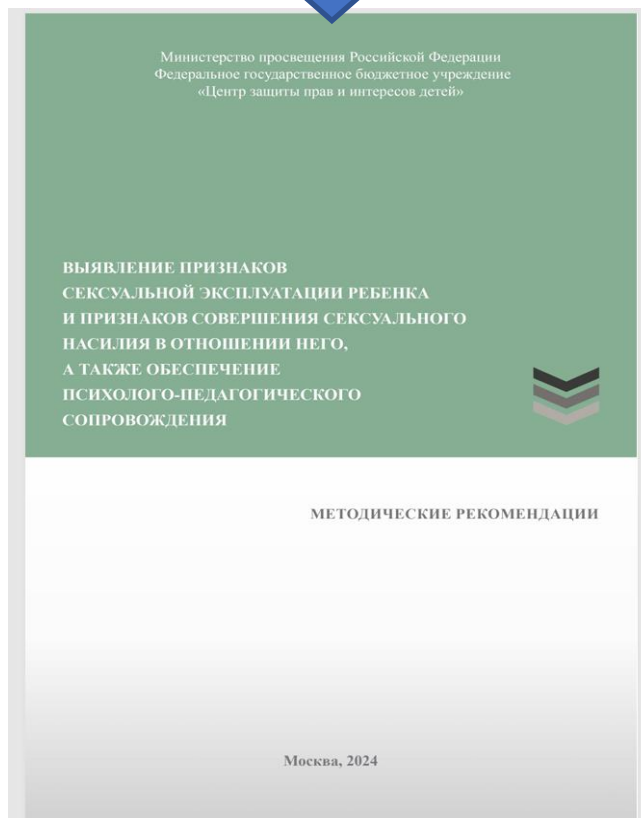 Министерство просвещения Российской Федерации
Федеральное государственное бюджетное учреждение
«Центр защиты прав и интересов детей»
ВЫЯВЛЕНИЕ ПРИЗНАКОВ
СЕКСУАЛЬНОЙ ЭКСПЛУАТАЦИИ РЕБЕНКА
И ПРИЗНАКОВ СОВЕРШЕНИЯ СЕКСУАЛЬНОГО
НАСИЛИЯ В ОТНОШЕНИИ НЕГО,
А ТАКЖЕ ОБЕСПЕЧЕНИЕ
ПСИХОЛОГО-ПЕДАГОГИЧЕСКОГО
СОПРОВОЖДЕНИЯ
МЕТОДИЧЕСКИЕ РЕКОМЕНДАЦИИ
Москва, 2024